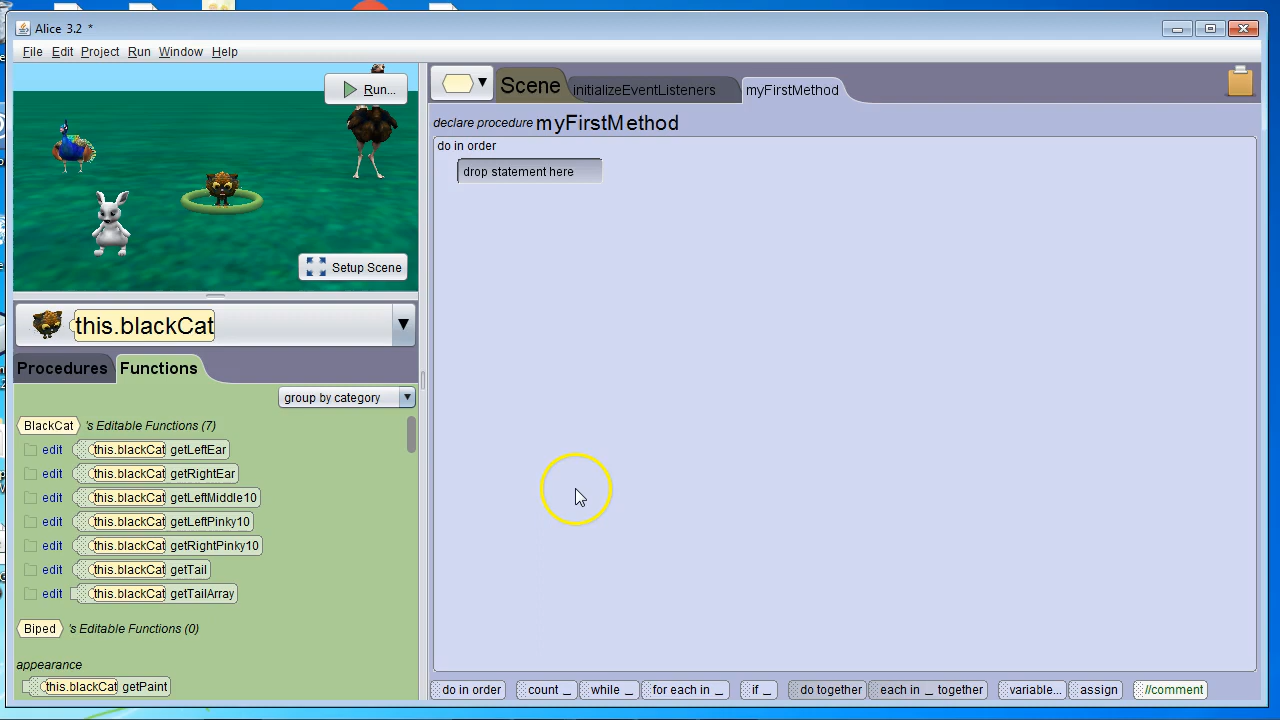 Alice 3.2 *
File Edit Project Run Window Help
Run...
Setup Scene
Scene initializeEventListeners myFirstMethod
declare procedure myFirstMethod
do in order
drop statement here
this.blackCat
Procedures Functions
group by category
BlackCat 's Editable Functions (7)
edit this.blackCat getLeftEar
edit this.blackCat getRightEar
edit this.blackCat getLeftMiddle10
edit this.blackCat getLeftPinky10
edit this.blackCat getRightPinky10
edit this.blackCat getTail
edit this.blackCat getTailArray
Biped 's Editable Functions (0)
appearance
this.blackCat getPaint
do in order count _ while _ for each in _ if _ do together each in _ together variable... assign //comment